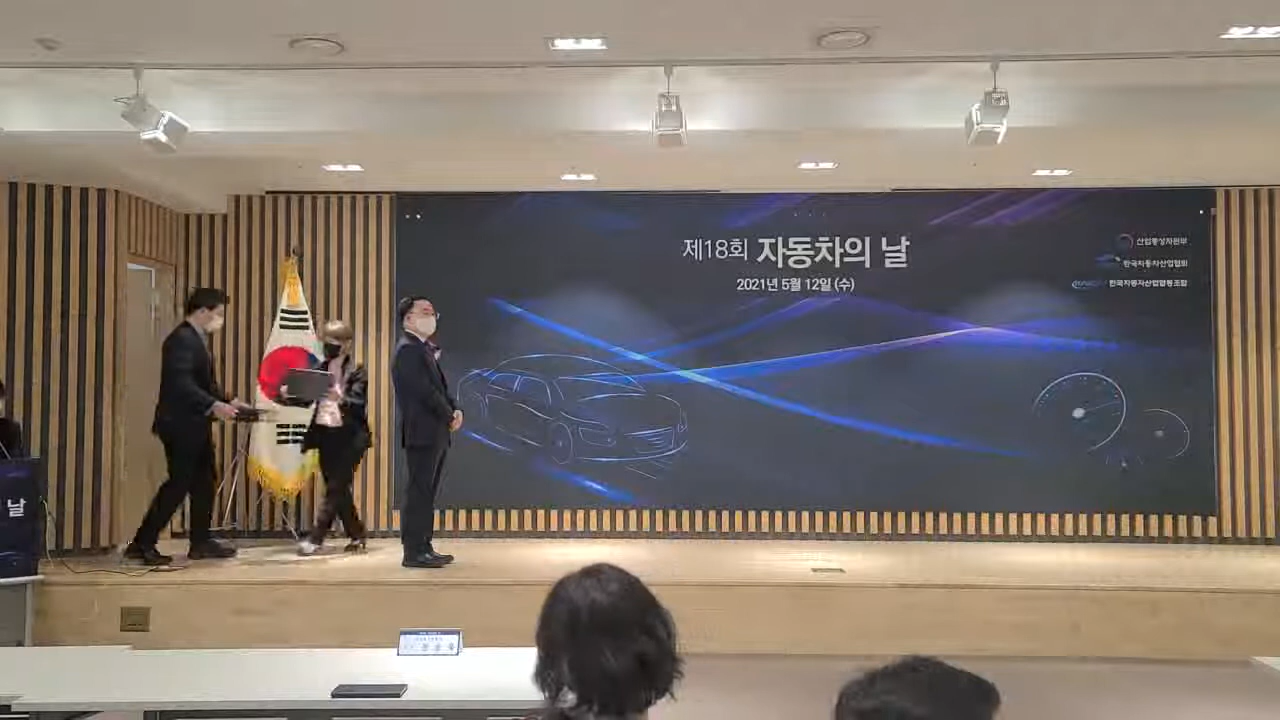 제18회 자동차의 날
2021년 5월 12일 (수)
산업통상자원부
한국자동차산업협회
한국자동차산업협동조합
날